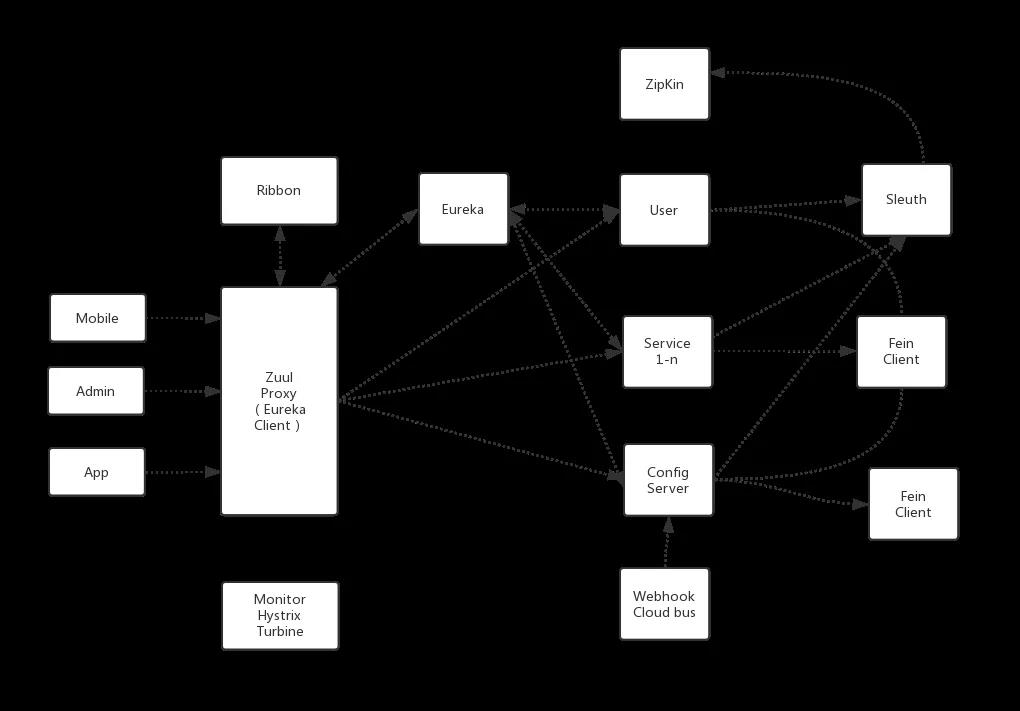 ZipKin
Ribbon
Eureka
User
Sleuth
Mobile
Admin
App
Zuul
Proxy
( Eureka
Client )
Service
1-n
Fein
Client
Config
Server
Fein
Client
Monitor
Hystrix
Turbine
Webhook
Cloud bus